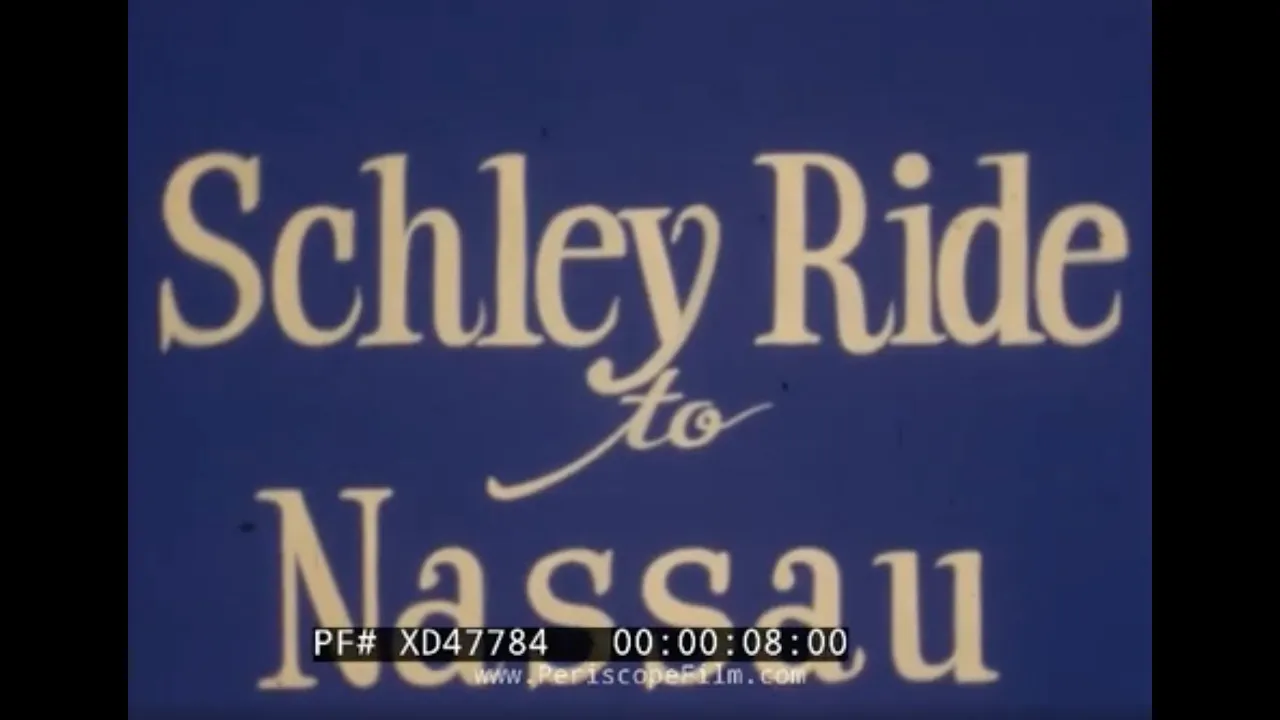 Schley Ride
to
Nassau
PF# XD47784 00:00:08:00
www.PeriscopeFilm.com